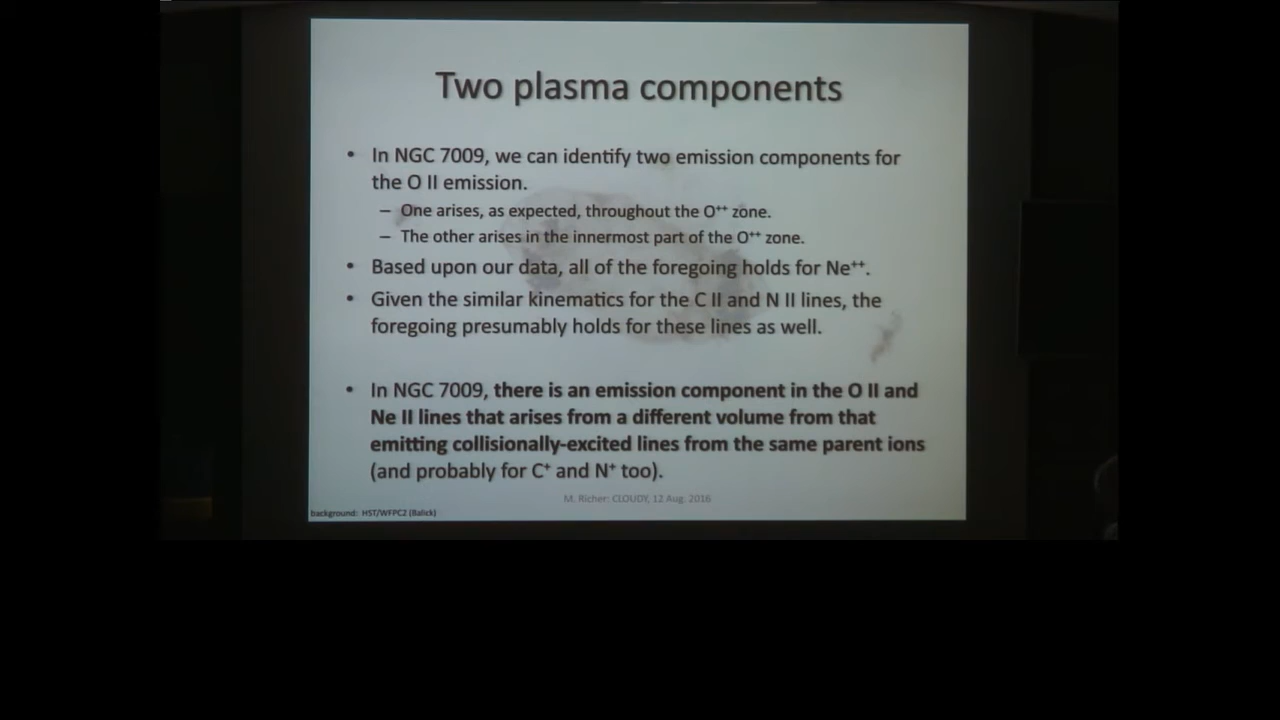 Two plasma components
• In NGC 7009, we can identify two emission components for
the O II emission.
– One arises, as expected, throughout the O⁺⁺ zone.
– The other arises in the innermost part of the O⁺⁺ zone.
• Based upon our data, all of the foregoing holds for Ne⁺⁺.
• Given the similar kinematics for the C II and N II lines, the
foregoing presumably holds for these lines as well.
• In NGC 7009, there is an emission component in the O II and
Ne II lines that arises from a different volume from that
emitting collisionally-excited lines from the same parent ions
(and probably for C⁺ and N⁺ too).
M. Richer: CLOUDY, 12 Aug. 2016
background: HST/WFPC2 (Balick)